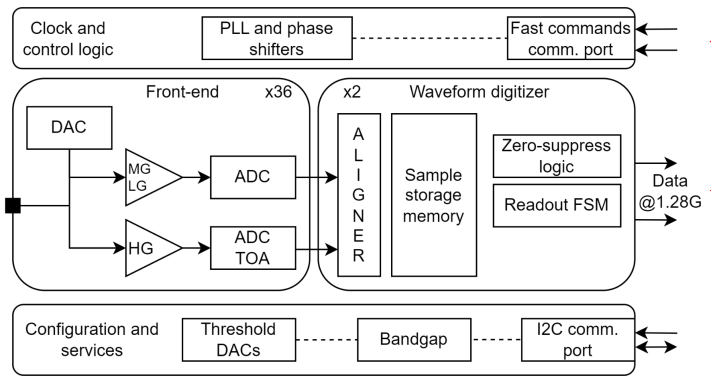 Clock and
control logic
PLL and phase
shifters
Fast commands
comm. port
Front-end
x36
DAC
MG
LG
ADC
HG
ADC
TOA
x2
Waveform digitizer
A
L
I
G
N
E
R
Sample
storage
memory
Zero-suppress
logic
Readout FSM
Data
@1.28G
Configuration and
services
Threshold
DACs
Bandgap
I2C comm.
port